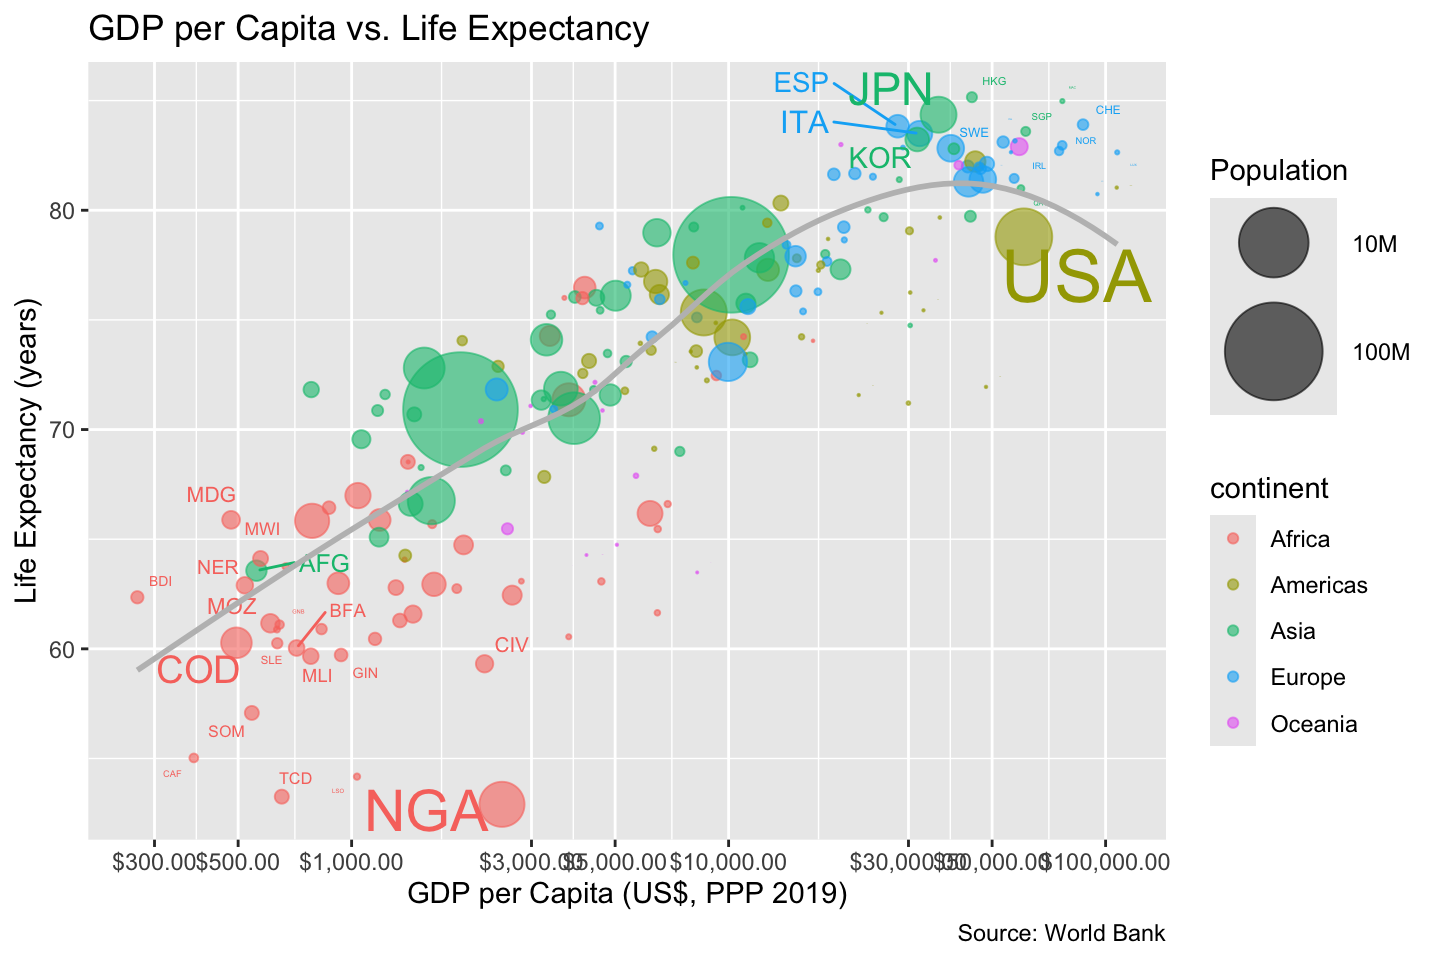 GDP per Capita vs. Life Expectancy
ESP
JPN
HKG
ITA
SGP
CHE
SWE
NOR
KOR
IRL
USA
MDG
MWI
NER
AFG
BDI
MOZ
GNB
BFA
CIV
COD
SLE
MLI
GIN
SOM
CAF
TCD
LSO
NGA
80
70
60
Life Expectancy (years)
$300.00
$500.00
$1,000.00
$3,000.00
$5,000.00
$10,000.00
$30,000.00
$50,000.00
$100,000.00
GDP per Capita (US$, PPP 2019)
Source: World Bank
Population
10M
100M
continent
Africa
Americas
Asia
Europe
Oceania